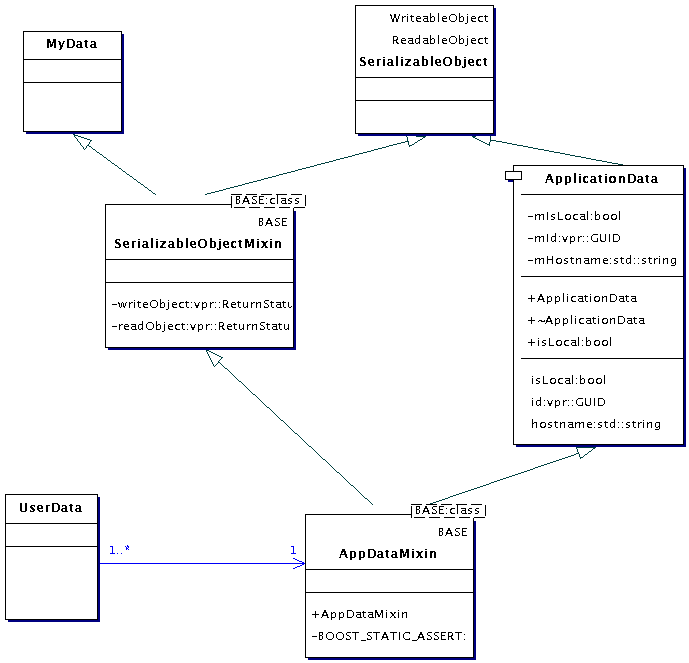 MyData
WriteableObject
ReadableObject
SerializableObject
BASE:class
BASE
SerializableObjectMixin
-writeObject:vpr::ReturnStatu
-readObject:vpr::ReturnStatu
ApplicationData
-mIsLocal:bool
-mId:vpr::GUID
-mHostname:std::string
+ApplicationData
+~ApplicationData
+isLocal:bool
isLocal:bool
id:vpr::GUID
hostname:std::string
UserData
1..*
1
BASE:class
BASE
AppDataMixin
+AppDataMixin
-BOOST_STATIC_ASSERT: